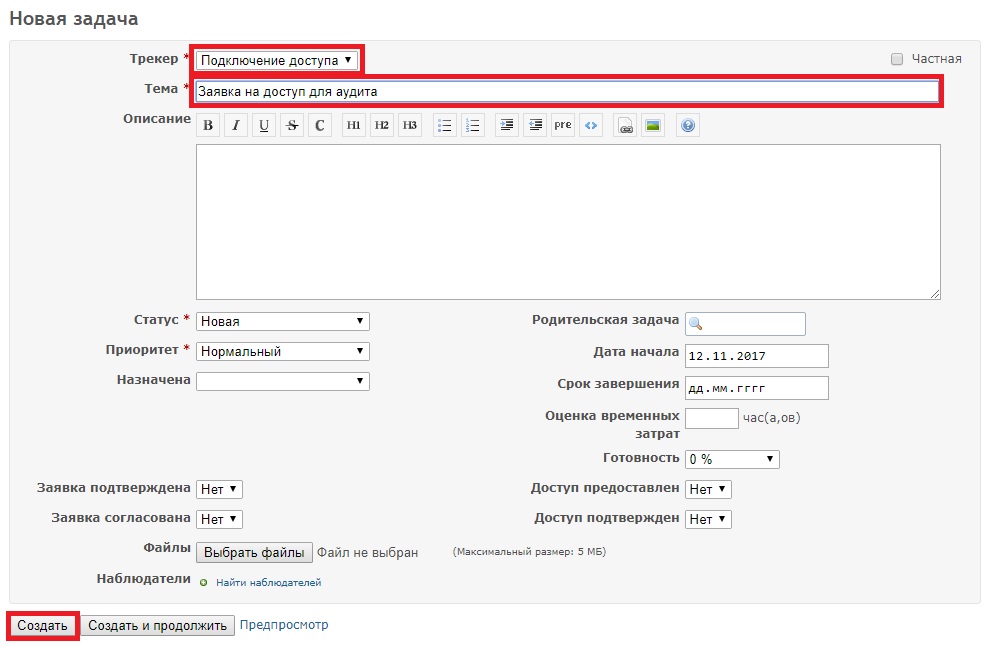 Новая задача
Трекер * Подключение доступа Частная
Тема * Заявка на доступ для аудита
Описание B I U S C H1 H2 H3 pre <> ?
Статус * Новая Родительская задача
Приоритет * Нормальный Дата начала 12.11.2017
Назначена Срок завершения дд.мм.гггг
Оценка временных затрат час(а,ов)
Готовность 0 %
Заявка подтверждена Нет Доступ предоставлен Нет
Заявка согласована Нет Доступ подтвержден Нет
Файлы Выбрать файлы Файл не выбран (Максимальный размер: 5 МБ)
Наблюдатели Найти наблюдателей
Создать Создать и продолжить Предпросмотр